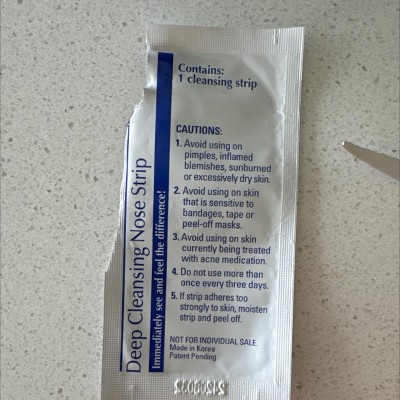 Contains:
1 cleansing strip
CAUTIONS:
1. Avoid using on
pimples, inflamed
blemishes, sunburned
or excessively dry skin.
2. Avoid using on skin
that is sensitive to
bandages, tape or
peel-off masks.
3. Avoid using on skin
currently being treated
with acne medication.
4. Do not use more than
once every three days.
5. If strip adheres too
strongly to skin, moisten
strip and peel off.
NOT FOR INDIVIDUAL SALE.
Made in Korea
Patent Pending
Deep Cleansing Nose Strip
Immediately see and feel the difference!